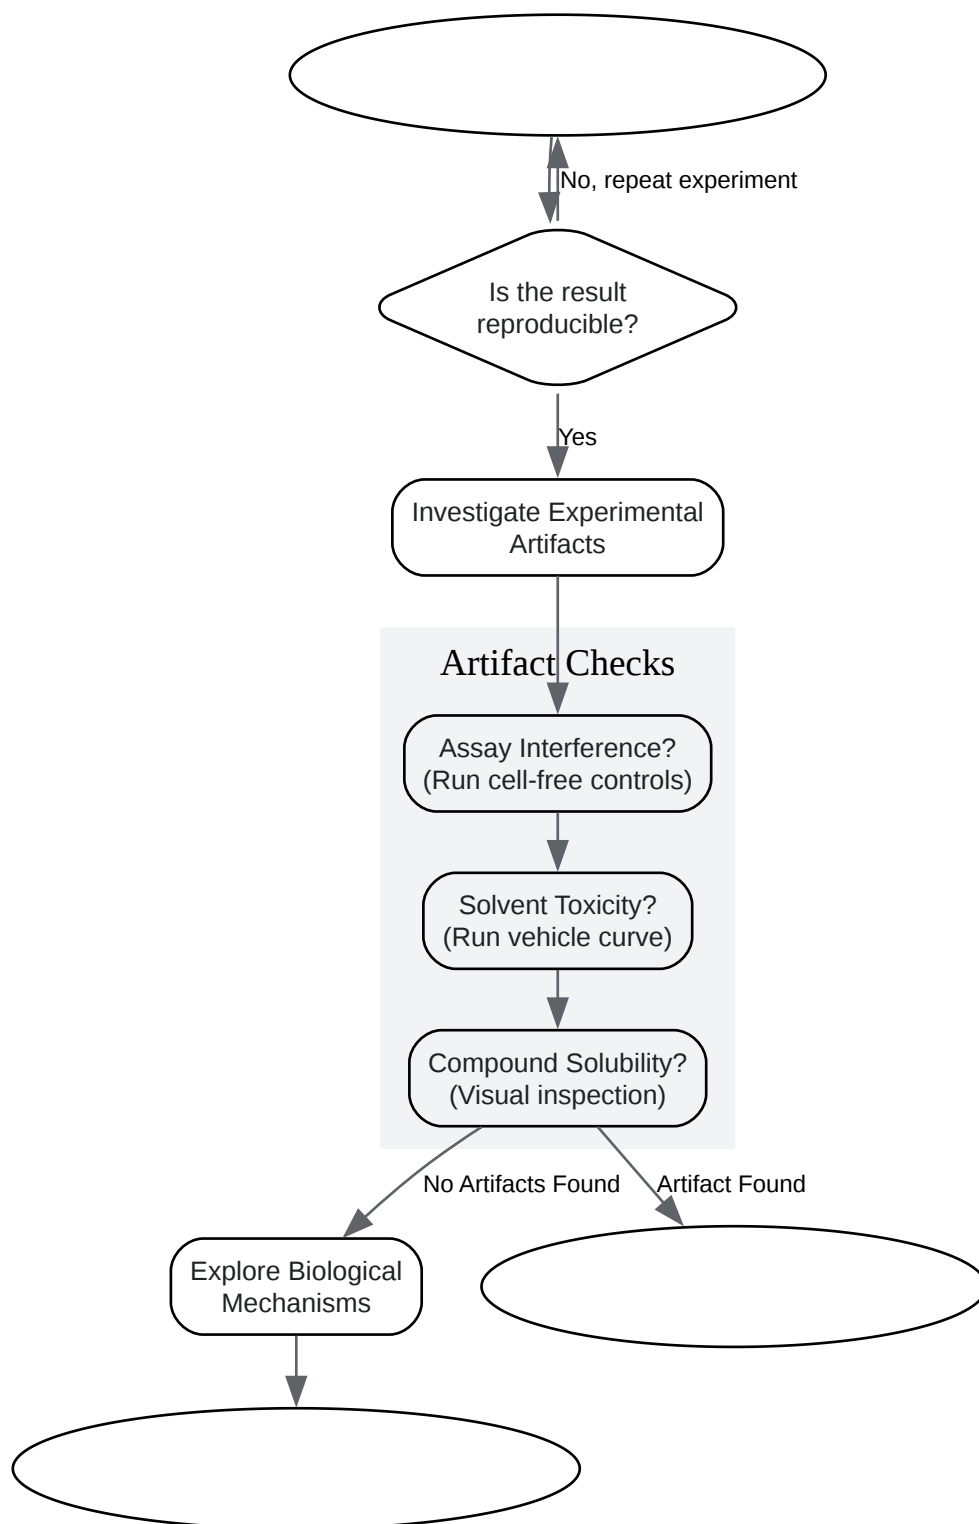 No, repeat experiment
Is the result
reproducible?
Yes
Investigate Experimental
Artifacts
Artifact Checks
Assay Interference?
(Run cell-free controls)
Solvent Toxicity?
(Run vehicle curve)
Compound Solubility?
(Visual inspection)
No Artifacts Found
Artifact Found
Explore Biological
Mechanisms